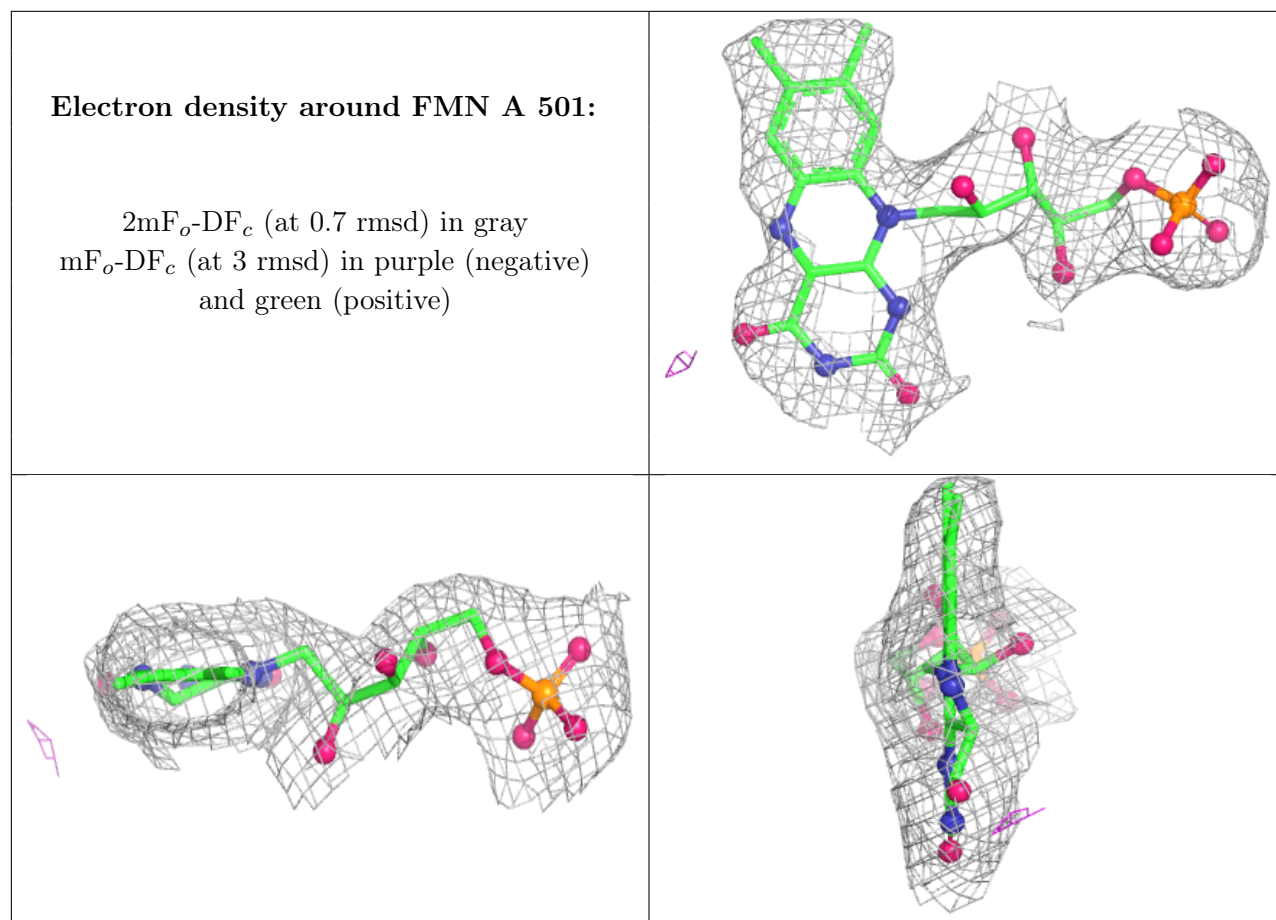 Electron density around FMN A 501:
2mFo-DFc (at 0.7 rmsd) in gray
mFo-DFc (at 3 rmsd) in purple (negative)
and green (positive)